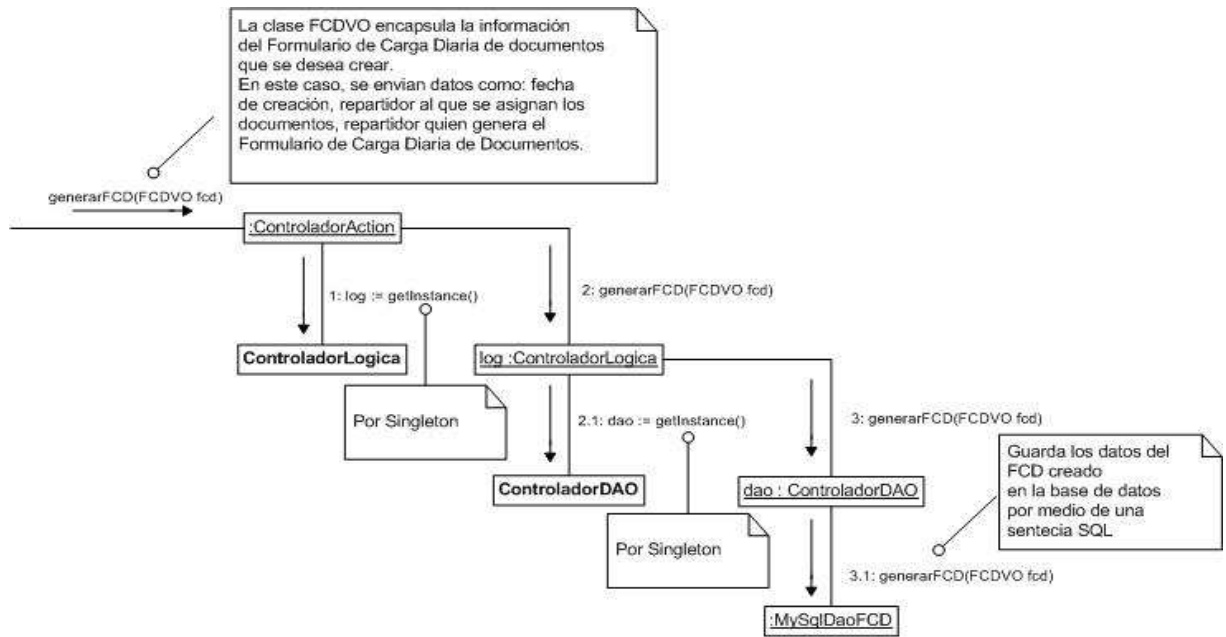 La clase FCDVO encapsula la información
del Formulario de Carga Diaria de documentos
que se desea crear.
En este caso, se envian datos como: fecha
de creación, repartidor al que se asignan los
documentos, repartidor quien genera el
Formulario de Carga Diaria de Documentos.
generarFCD(FCDVO fcd)
:ControladorAction
1: log := getInstance()
2: generarFCD(FCDVO fcd)
ControladorLogica
log :ControladorLogica
Por Singleton
2.1: dao := getInstance()
3: generarFCD(FCDVO fcd)
Guarda los datos del
FCD creado
en la base de datos
por medio de una
sentecia SQL
ControladorDAO
dao : ControladorDAO
Por Singleton
3.1: generarFCD(FCDVO fcd)
:MySqlDaoFCD